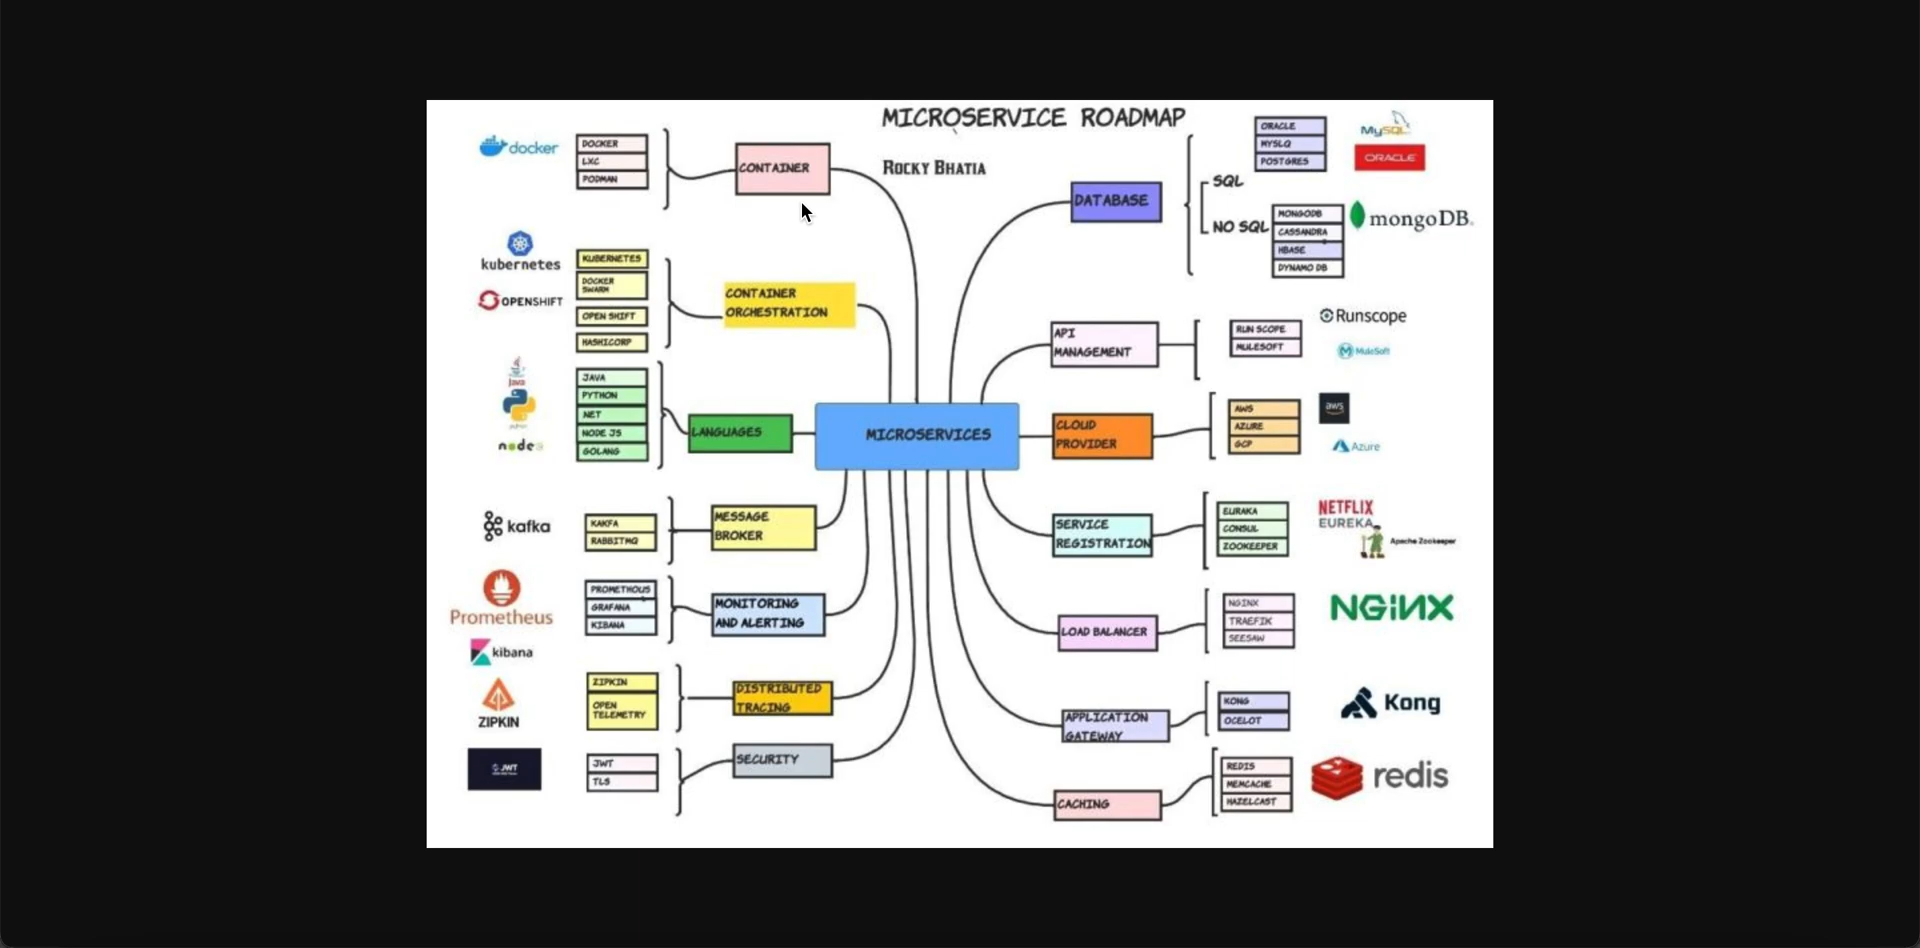 MICROSERVICE ROADMAP
ROCKY BHATIA
docker
DOCKER
LXC
PODMAN
CONTAINER
kubernetes
OPENSHIFT
KUBERNETES
DOCKER
SWARM
OPEN SHIFT
HASHICORP
CONTAINER
ORCHESTRATION
Java
JAVA
PYTHON
.NET
NODE JS
GOLANG
LANGUAGES
node
MICROSERVICES
kafka
KAKFA
RABBITMQ
MESSAGE
BROKER
Prometheus
kibana
PROMETHOUS
GRAFANA
KIBANA
MONITORING
AND ALERTING
ZIPKIN
ZIPKIN
OPEN
TELEMETRY
DISTRIBUTED
TRACING
JWT
JWT
TLS
SECURITY
DATABASE
SQL
ORACLE
MYSLQ
POSTGRES
MySQL
ORACLE
NO SQL
MONGODB
CASSANDRA
HBASE
DYNAMO DB
mongoDB
API
MANAGEMENT
RUN SCOPE
MULESOFT
Runscope
MuleSoft
CLOUD
PROVIDER
AWS
AZURE
GCP
aws
Azure
SERVICE
REGISTRATION
EURAKA
CONSUL
ZOOKEEPER
NETFLIX
EUREKA
Apache Zookeeper
LOAD BALANCER
NGINX
TRAEFIK
SEESAW
NGINX
APPLICATION
GATEWAY
KONG
OCELOT
Kong
CACHING
REDIS
MEMCACHE
HAZELCAST
redis